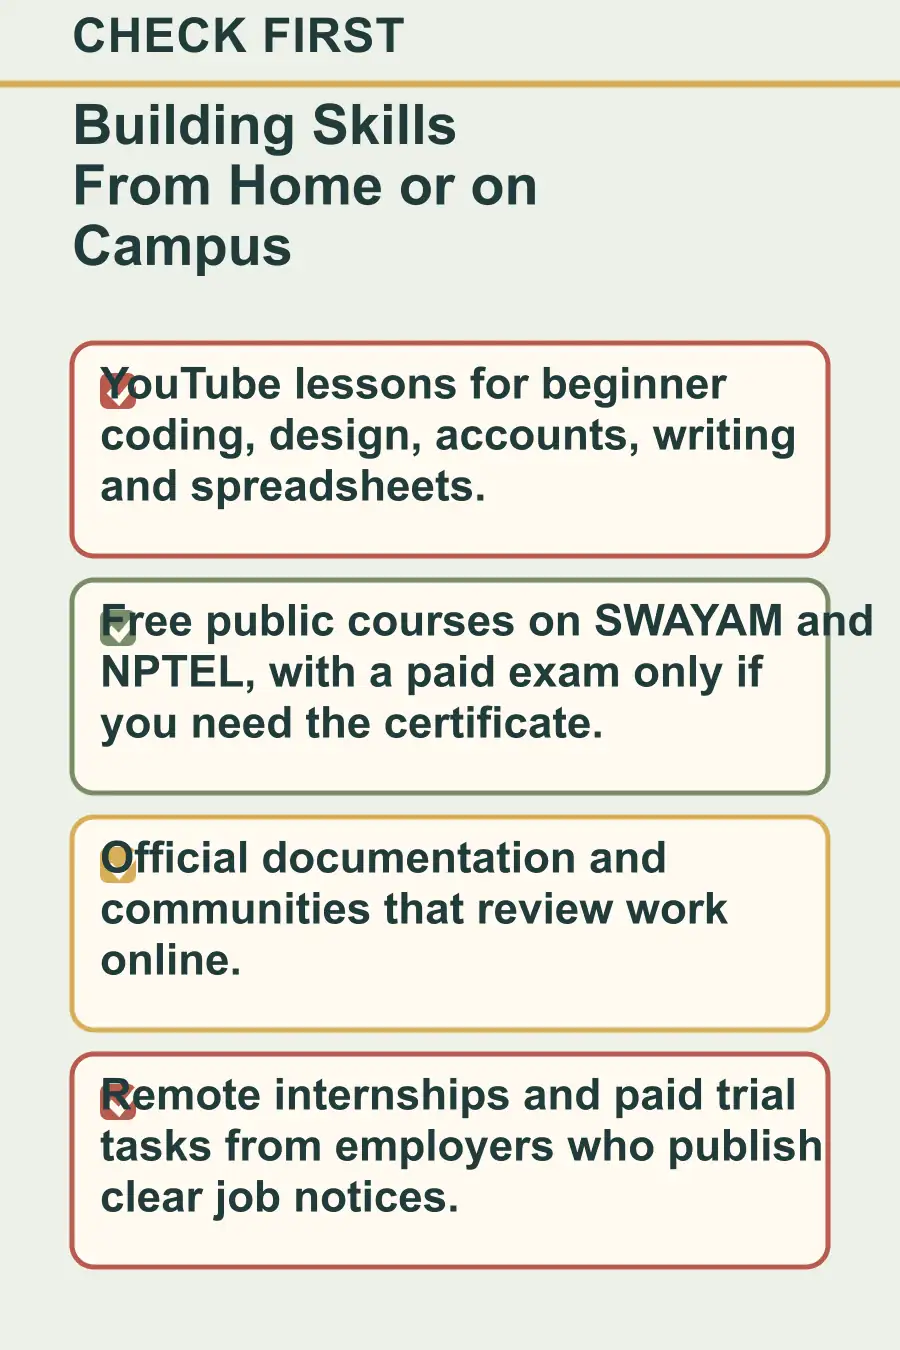 CHECK FIRST
Building Skills
From Home or on
Campus
YouTube lessons for beginner
coding, design, accounts, writing
and spreadsheets.
Free public courses on SWAYAM and
NPTEL, with a paid exam only if
you need the certificate.
Official documentation and
communities that review work
online.
Remote internships and paid trial
tasks from employers who publish
clear job notices.